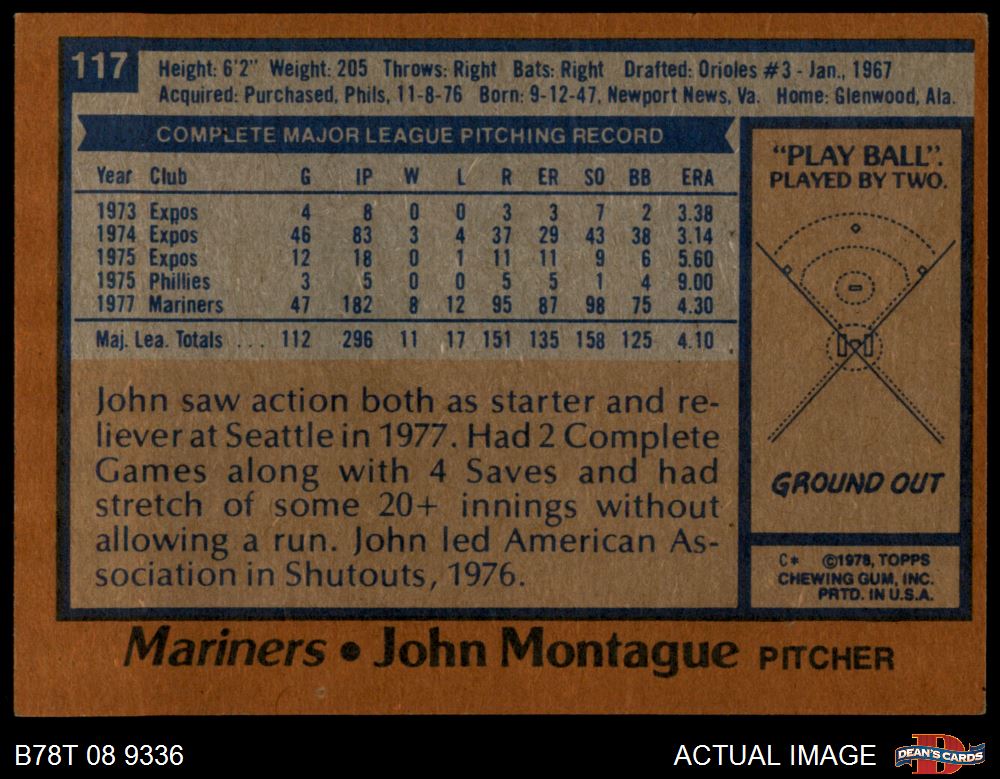 117
Height: 6'2" Weight: 205 Throws: Right Bats: Right Drafted: Orioles #3 - Jan., 1967
Acquired: Purchased, Phils, 11-8-76 Born: 9-12-47, Newport News, Va. Home: Glenwood, Ala.
COMPLETE MAJOR LEAGUE PITCHING RECORD
Year Club G IP W L R ER SO BB ERA
1973 Expos 4 8 0 0 3 3 7 2 3.38
1974 Expos 46 83 3 4 37 29 43 38 3.14
1975 Expos 12 18 0 1 11 11 9 6 5.60
1975 Phillies 3 5 0 0 5 5 1 4 9.00
1977 Mariners 47 182 8 12 95 87 98 75 4.30
Maj. Lea. Totals ... 112 296 11 17 151 135 158 125 4.10
John saw action both as starter and re-
liever at Seattle in 1977. Had 2 Complete
Games along with 4 Saves and had
stretch of some 20+ innings without
allowing a run. John led American As-
sociation in Shutouts, 1976.
"PLAY BALL".
PLAYED BY TWO.
GROUND OUT
C* ©1978, TOPPS
CHEWING GUM, INC.
PRTD. IN U.S.A.
Mariners • John Montague PITCHER
B78T 08 9336
ACTUAL IMAGE
D
DEAN'S CARDS